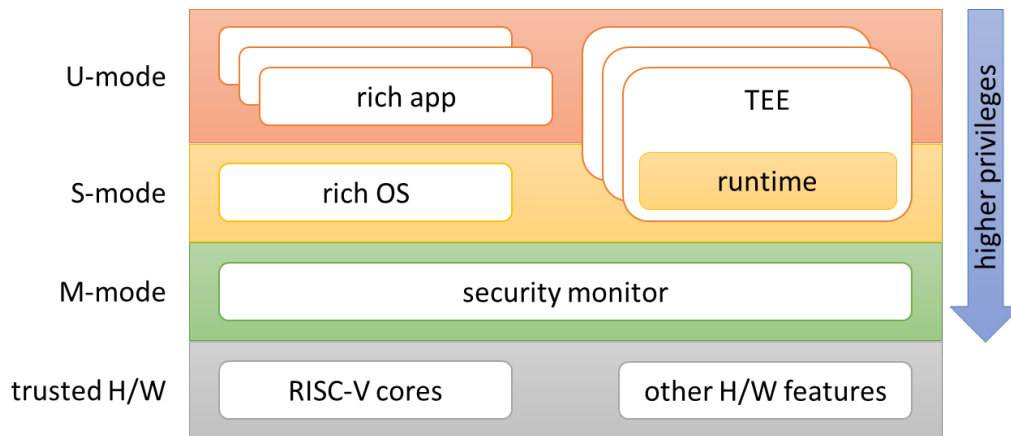 U-mode
rich app
TEE
S-mode
rich OS
runtime
M-mode
security monitor
trusted H/W
RISC-V cores
other H/W features
higher privileges